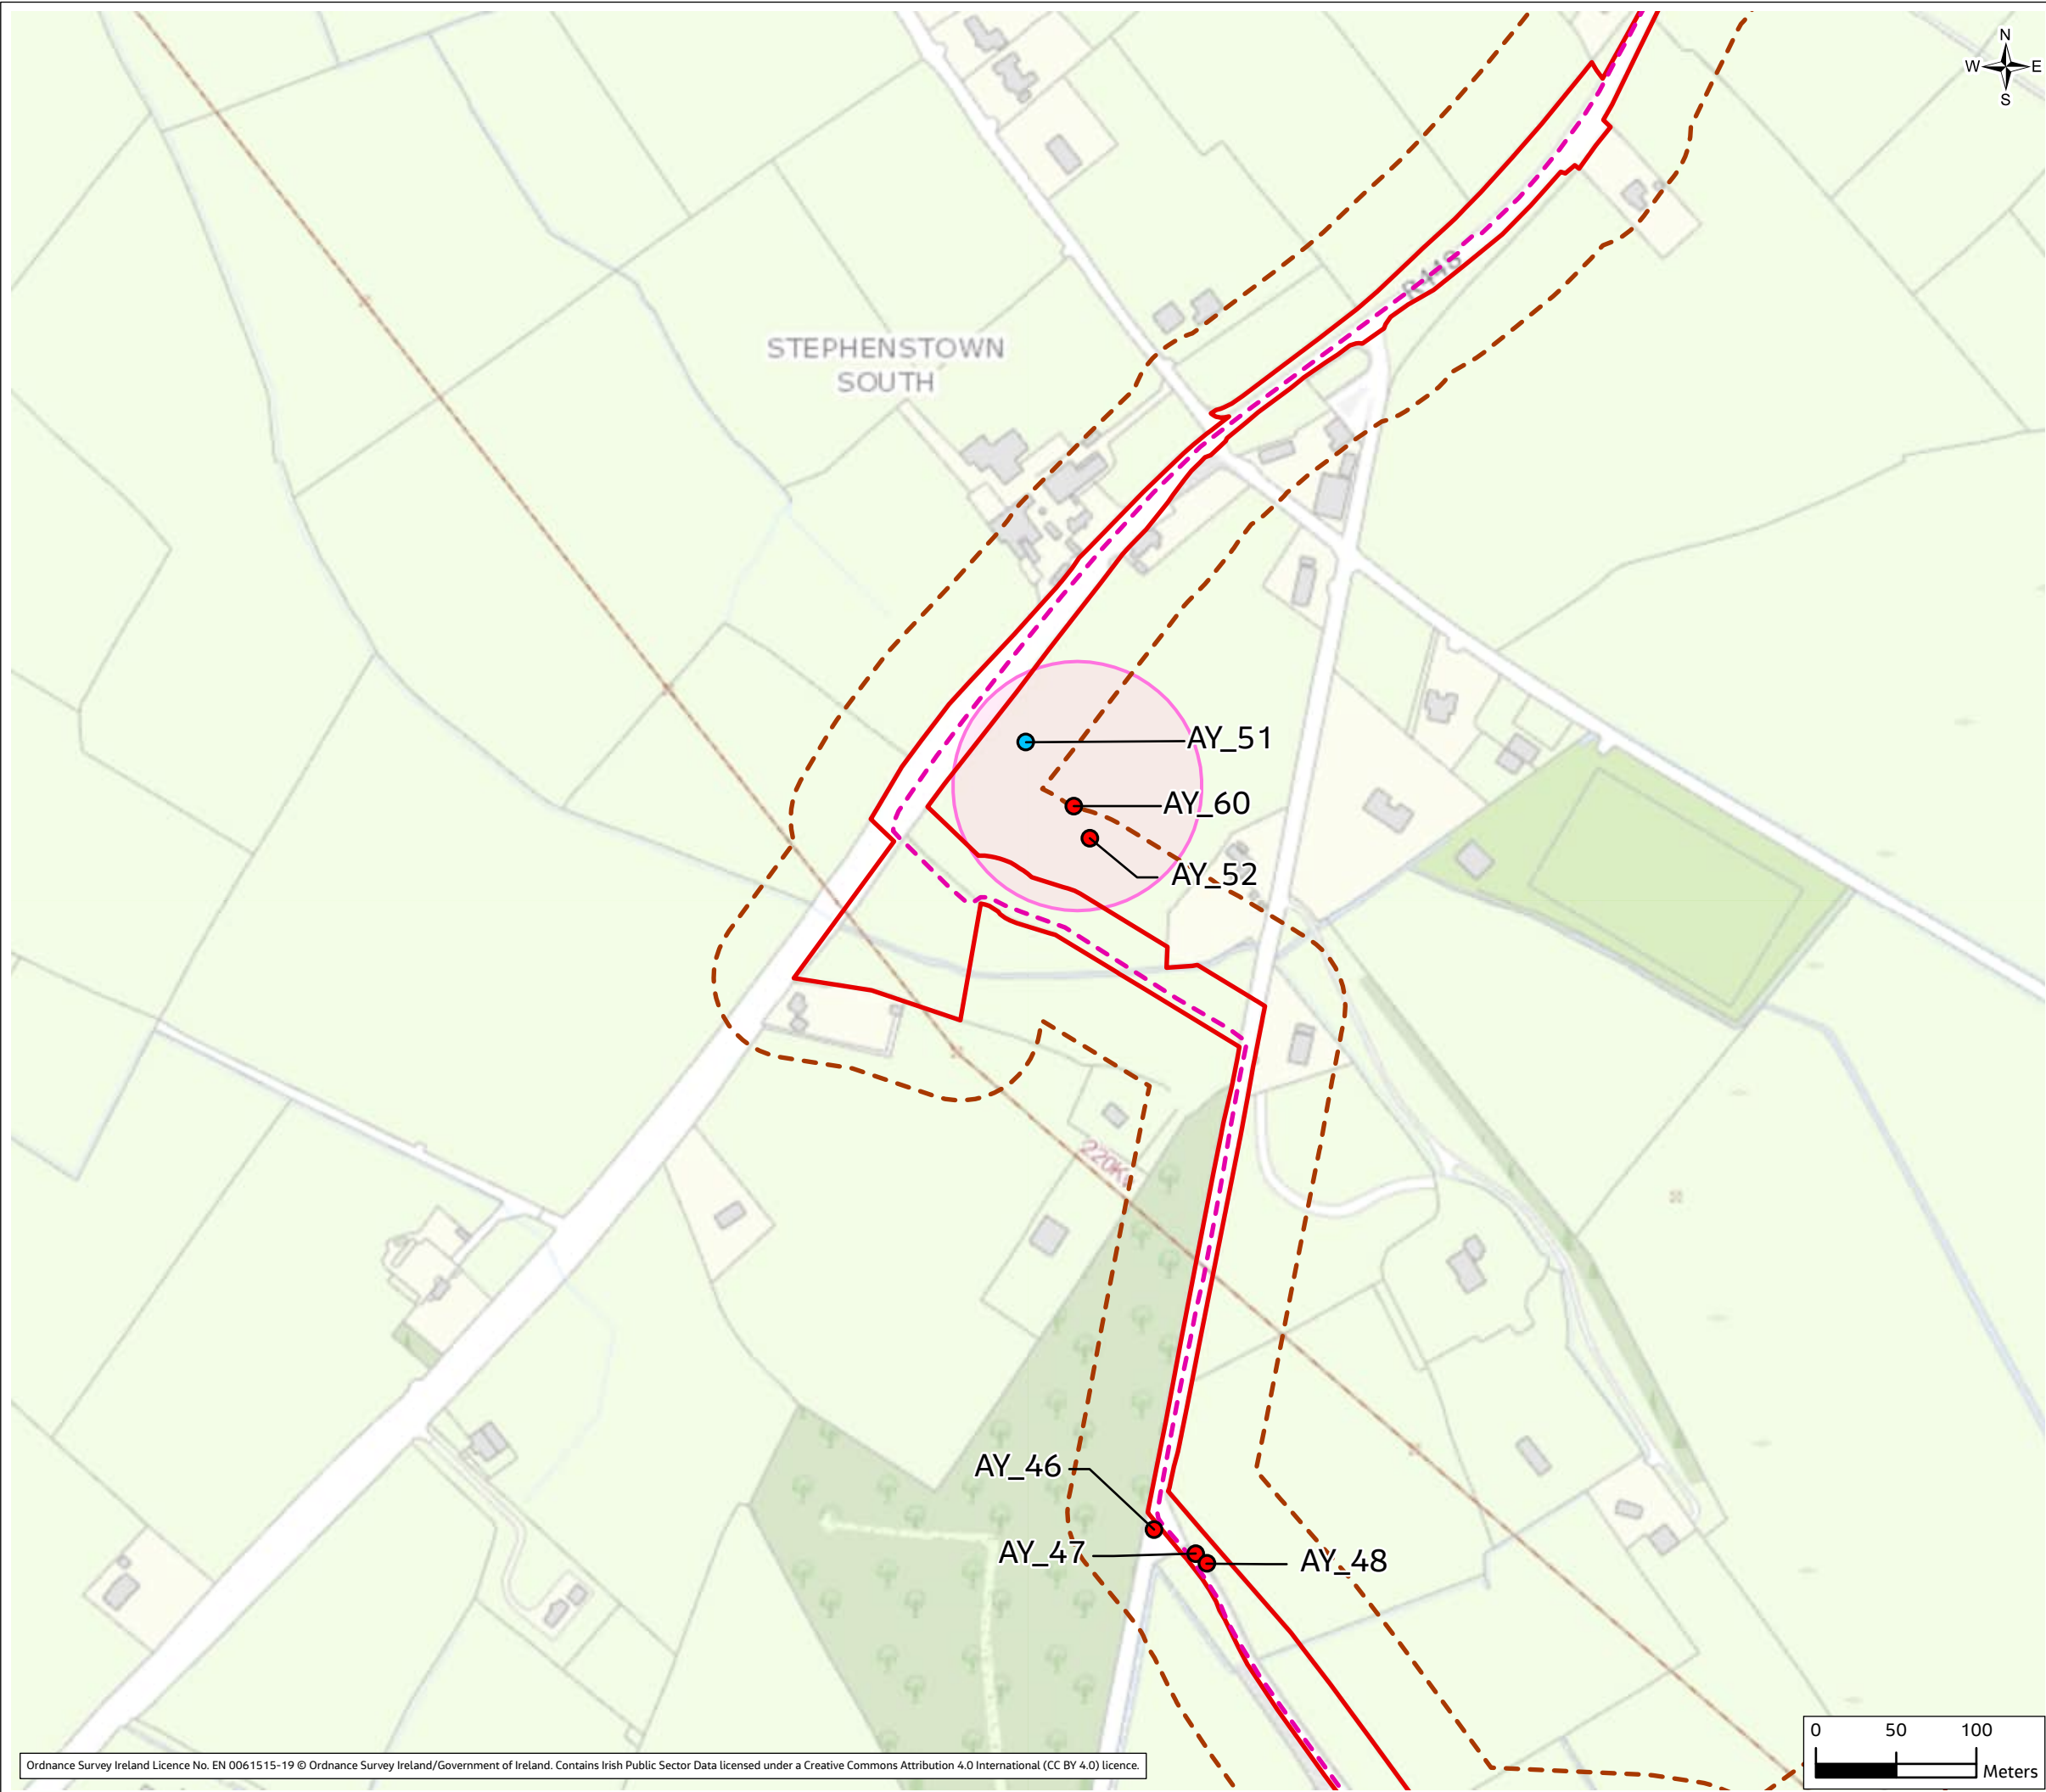 N
W E
S
R448
STEPHENSTOWN
SOUTH
AY_51
AY_60
AY_52
220K
AY_46
AY_47
AY_48
0 50 100
Meters
Ordnance Survey Ireland Licence No. EN 0061515-19 © Ordnance Survey Ireland/Government of Ireland. Contains Irish Public Sector Data licensed under a Creative Commons Attribution 4.0 International (CC BY 4.0) licence.